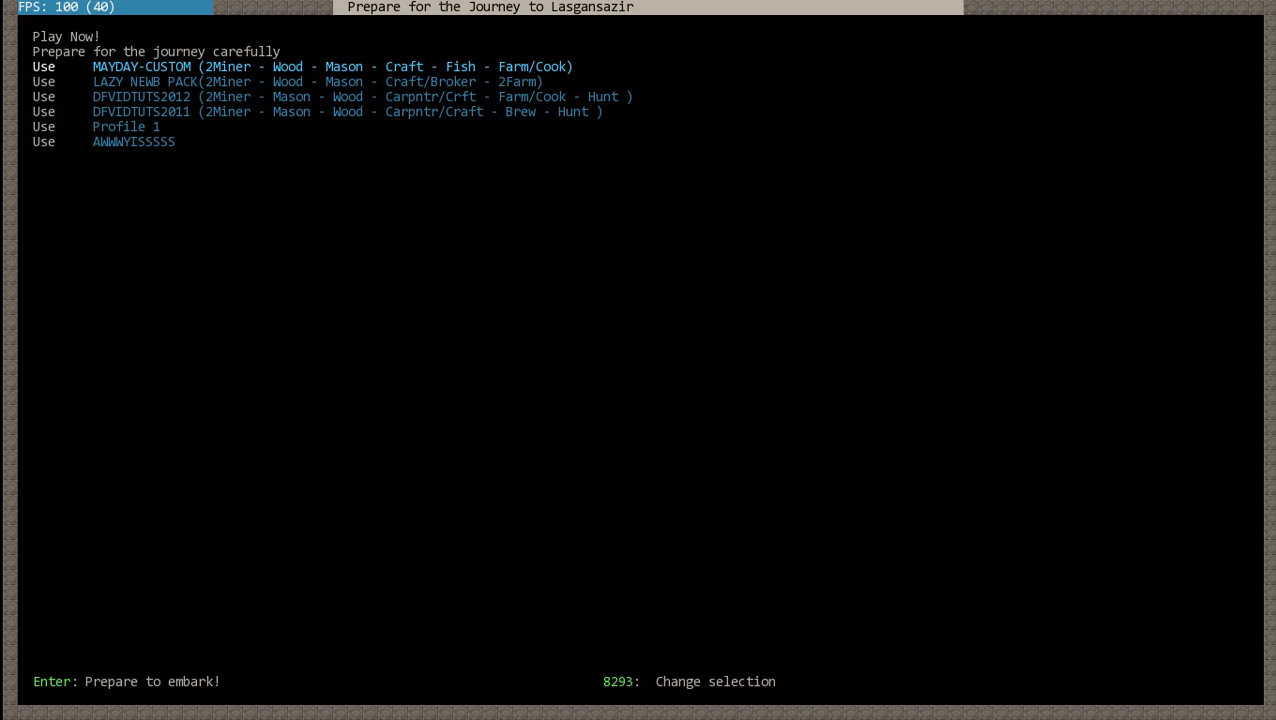 FPS: 100 (40) Prepare for the Journey to Lasgansazir
Play Now!
Prepare for the journey carefully
Use MAYDAY-CUSTOM (2Miner - Wood - Mason - Craft - Fish - Farm/Cook)
Use LAZY NEWB PACK(2Miner - Wood - Mason - Craft/Broker - 2Farm)
Use DFVIDTUTS2012 (2Miner - Mason - Wood - Carpntr/Crft - Farm/Cook - Hunt )
Use DFVIDTUTS2011 (2Miner - Mason - Wood - Carpntr/Craft - Brew - Hunt )
Use Profile 1
Use AWWWYISSSSS
Enter: Prepare to embark! 8293: Change selection